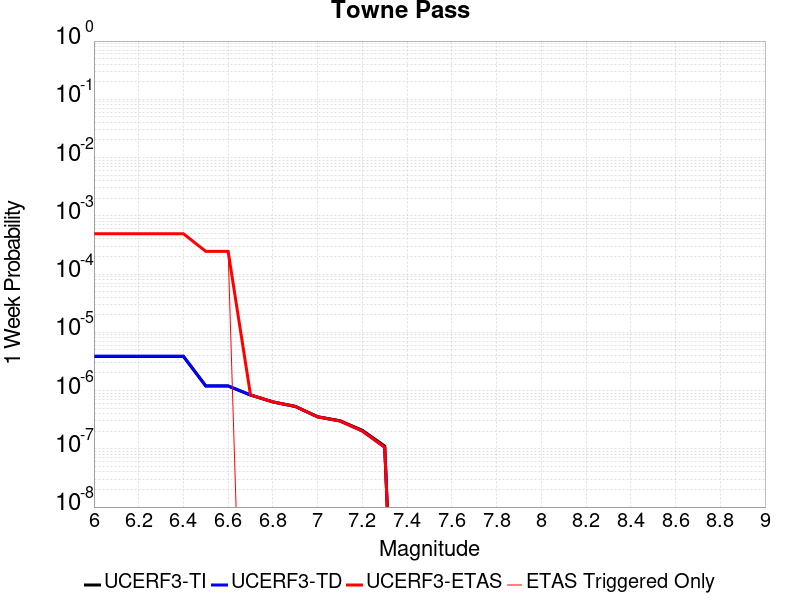 Towne Pass
10^0
10^-1
10^-2
10^-3
10^-4
10^-5
10^-6
10^-7
10^-8
1 Week Probability
6 6.2 6.4 6.6 6.8 7 7.2 7.4 7.6 7.8 8 8.2 8.4 8.6 8.8 9
Magnitude
UCERF3-TI UCERF3-TD UCERF3-ETAS ETAS Triggered Only